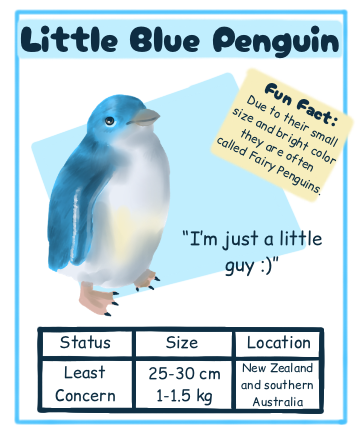 Little Blue Penguin
Fun Fact:
Due to their small
size and bright color
they are often
called Fairy Penguins.
"I'm just a little
guy :)"
Status Size Location
Least Concern 25-30 cm 1-1.5 kg New Zealand and southern Australia